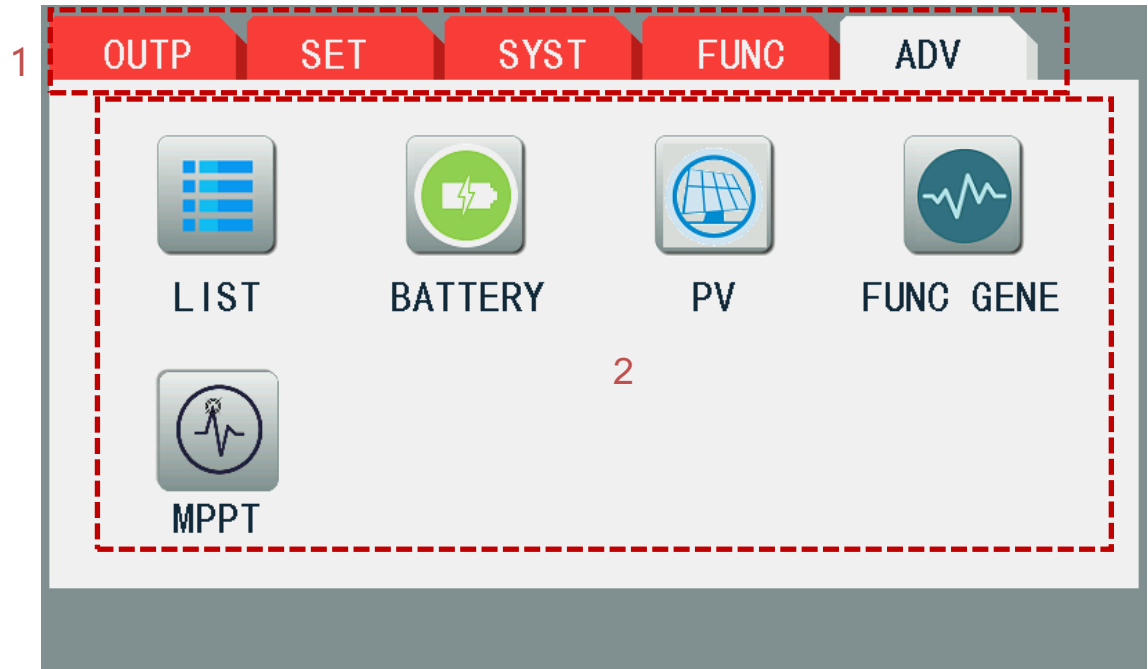 1
OUTP SET SYST FUNC ADV
LIST BATTERY PV FUNC GENE
2
MPPT